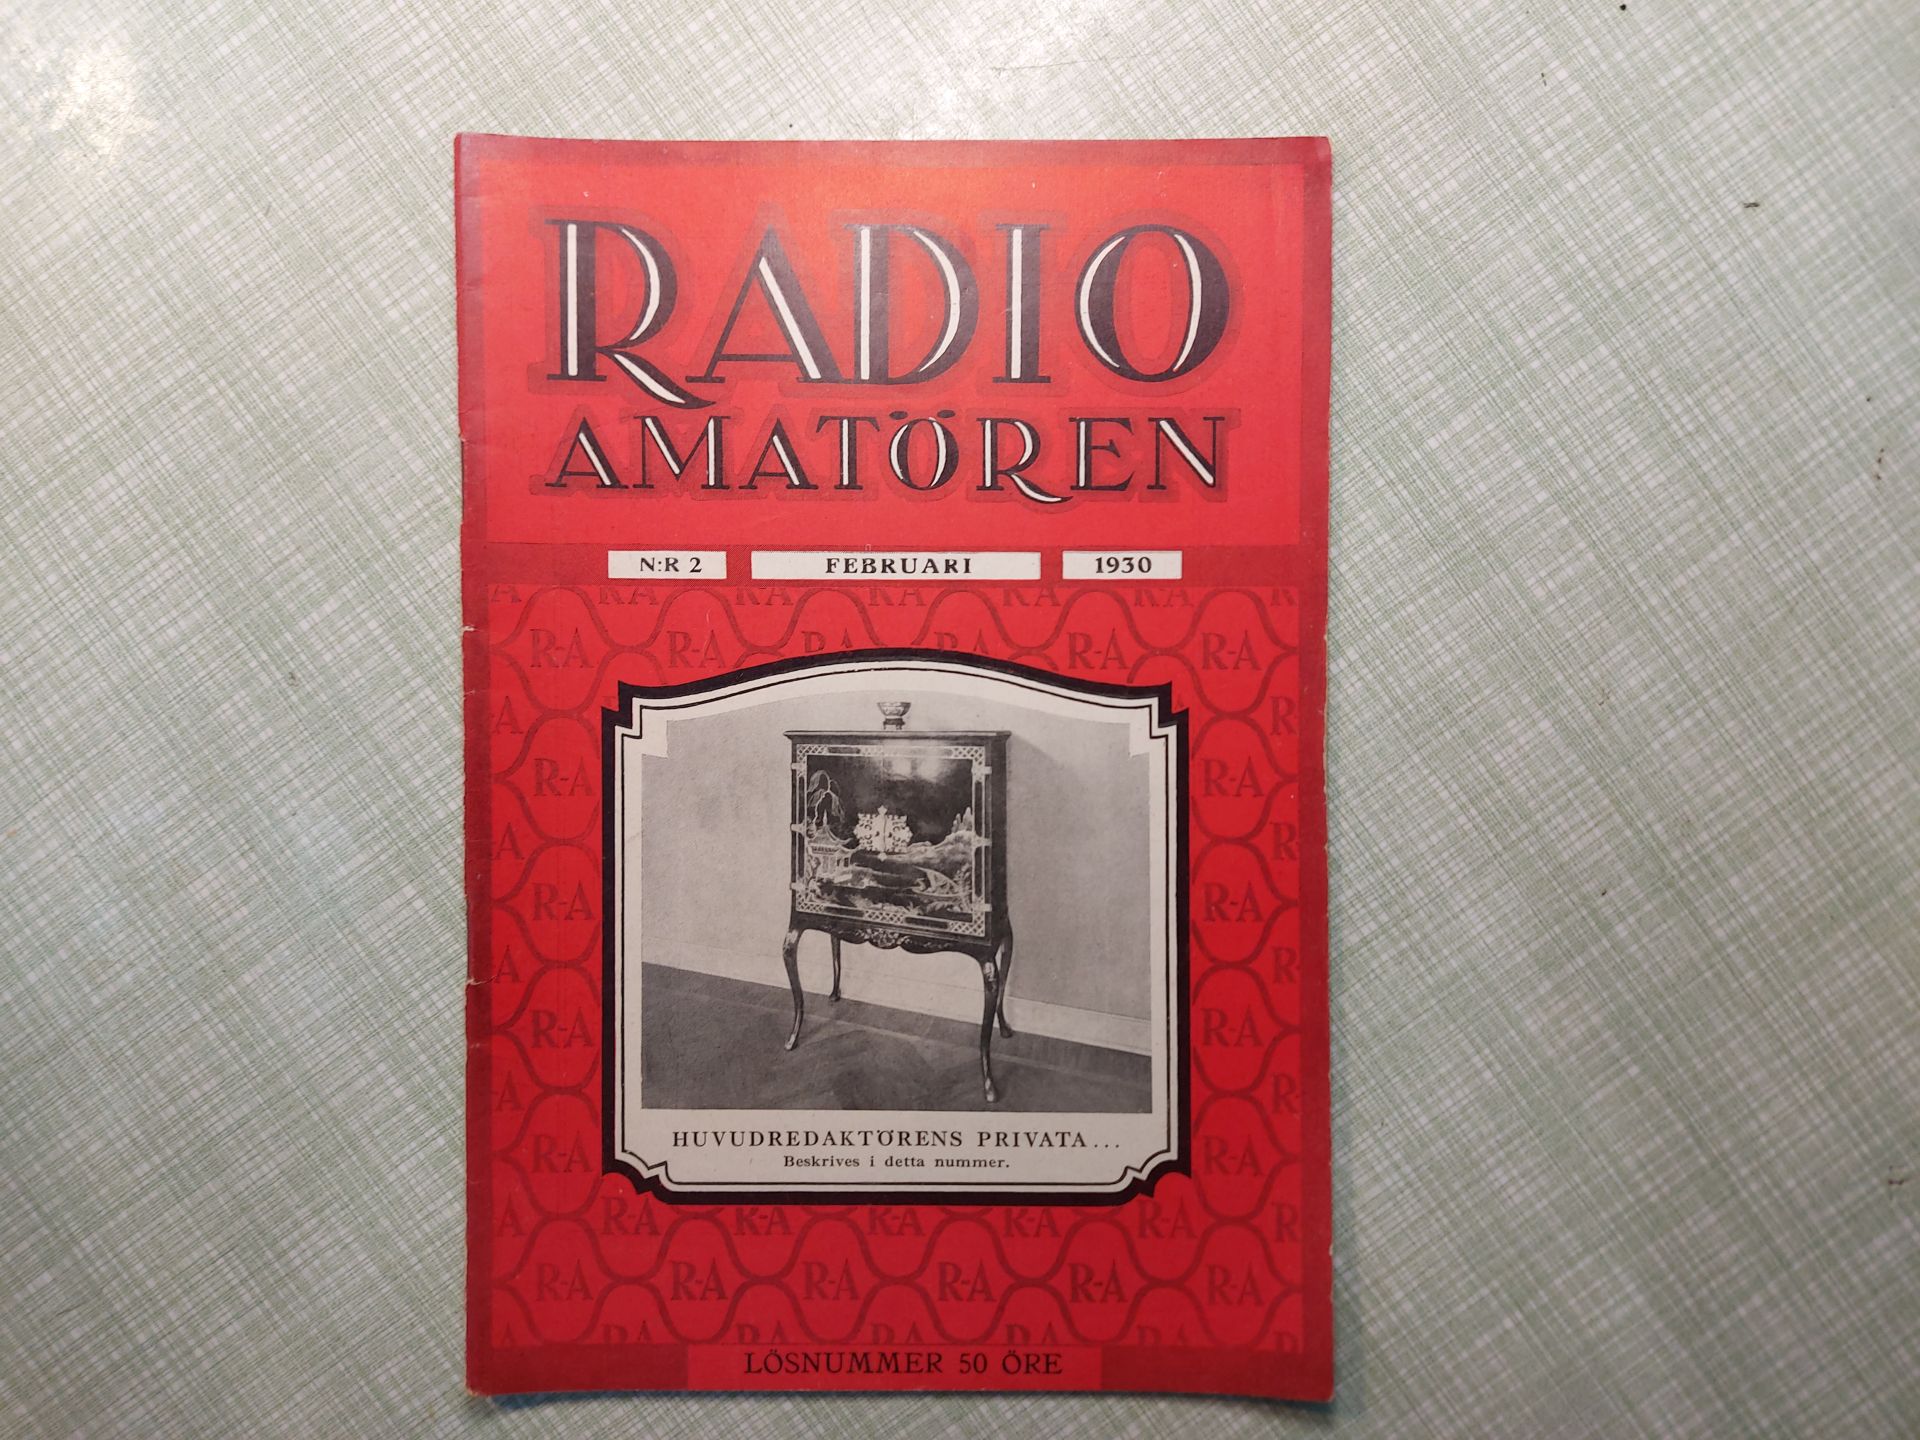 RADIO
AMATÖREN
N:R 2 FEBRUARI 1930
HUVUDREDAKTÖRENS PRIVATA...
Beskrives i detta nummer.
R-A R-A R-A R-A R-A R-A
LÖSNUMMER 50 ÖRE